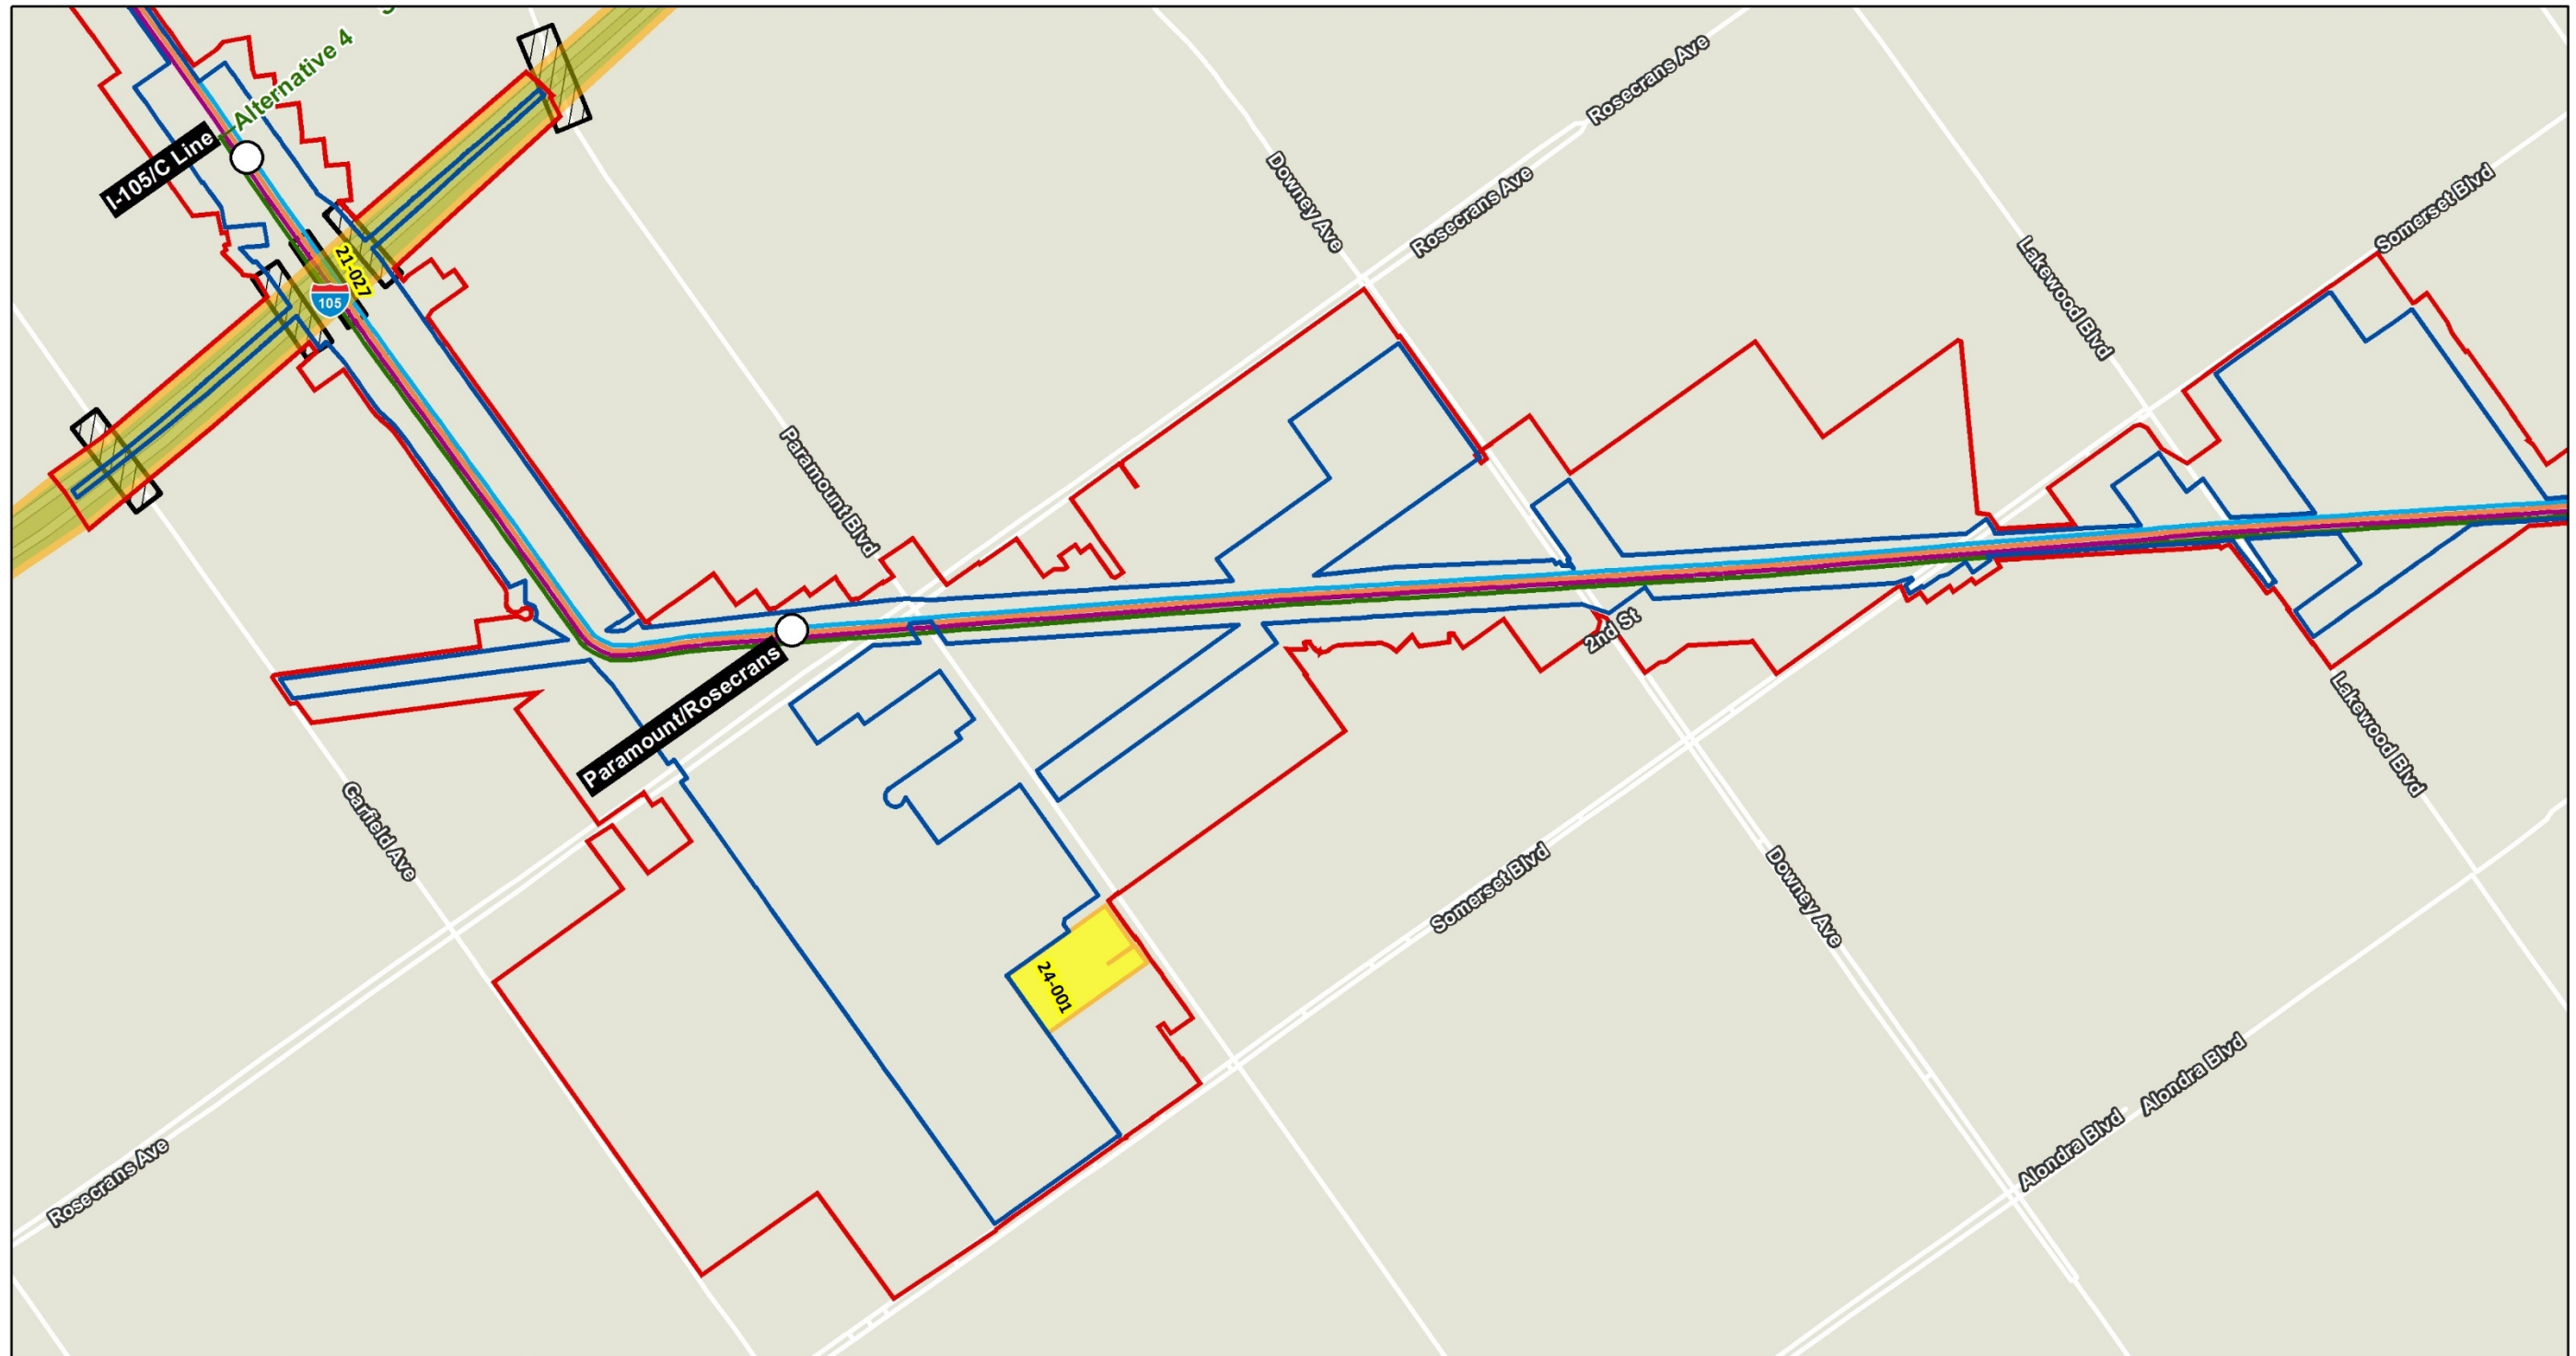 Alternative 4
I-105/C Line
21-027
105
Rosecrans Ave
Rosecrans Ave
Downey Ave
Somerset Blvd
Lakewood Blvd
Paramount Blvd
2nd St
Paramount/Rosecrans
Garfield Ave
Lakewood Blvd
Somerset Blvd
Downey Ave
24-001
Alondra Blvd
Alondra Blvd
Rosecrans Ave